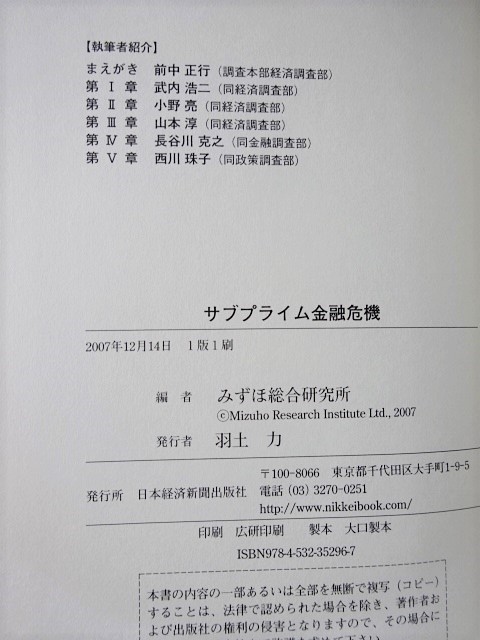 【執筆者紹介】
まえがき 前中 正行（調査本部経済調査部）
第 Ⅰ 章 武内 浩二（同経済調査部）
第 Ⅱ 章 小野 亮（同経済調査部）
第 Ⅲ 章 山本 淳（同経済調査部）
第 Ⅳ 章 長谷川 克之（同金融調査部）
第 Ⅴ 章 西川 珠子（同政策調査部）
サブプライム金融危機
2007年12月14日 1版1刷
編 者 みずほ総合研究所
©Mizuho Research Institute Ltd., 2007
発行者 羽土 力
〒100-8066 東京都千代田区大手町1-9-5
発行所 日本経済新聞出版社 電話 (03) 3270-0251
http://www.nikkeibook.com/
印刷 広研印刷 製本 大口製本
ISBN978-4-532-35296-7
本書の内容の一部あるいは全部を無断で複写（コピー）
することは、法律で認められた場合を除き、著作者お
よび出版社の権利の侵害となりますので、その場合に